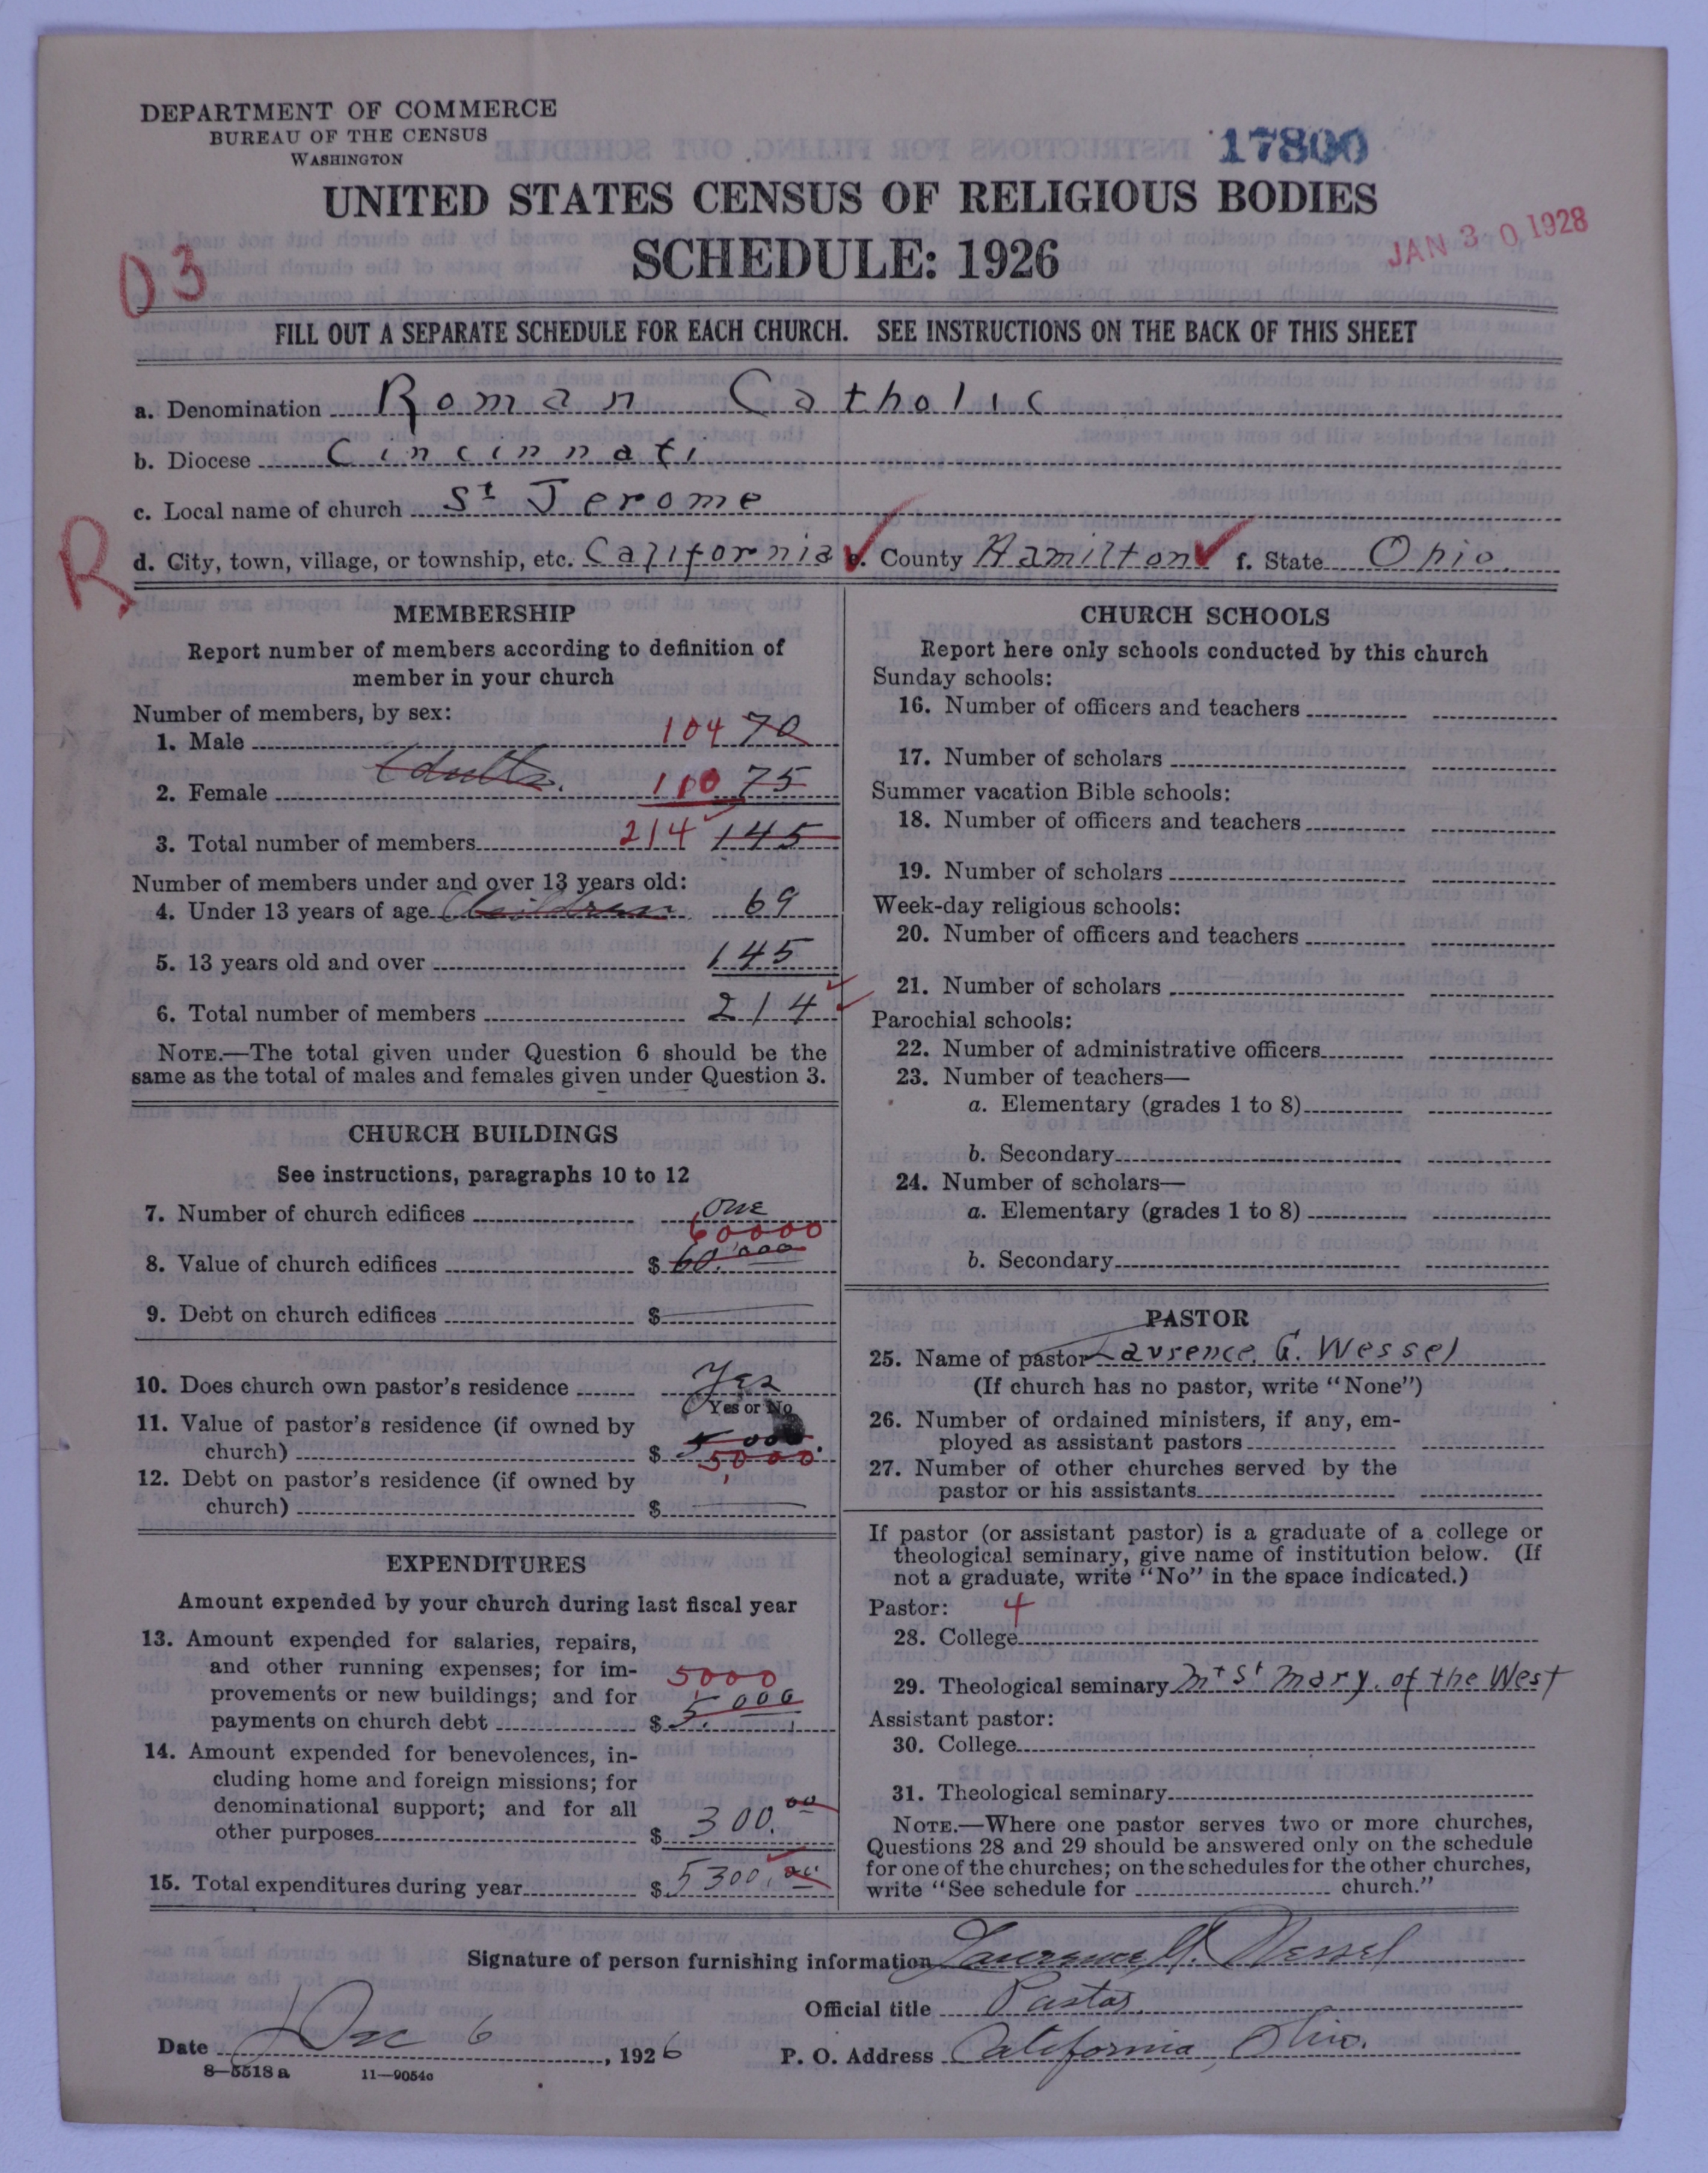 DEPARTMENT OF COMMERCE
BUREAU OF THE CENSUS
WASHINGTON
17800
UNITED STATES CENSUS OF RELIGIOUS BODIES
SCHEDULE: 1926
JAN 30 1928
03
FILL OUT A SEPARATE SCHEDULE FOR EACH CHURCH. SEE INSTRUCTIONS ON THE BACK OF THIS SHEET
a. Denomination Roman Catholic
b. Diocese Cincinnati
c. Local name of church St Jerome
R
d. City, town, village, or township, etc. California e. County Hamilton f. State Ohio.
MEMBERSHIP
Report number of members according to definition of
member in your church
Number of members, by sex:
1. Male 104 70
Adults.
2. Female 110 75
3. Total number of members 214 145
Number of members under and over 13 years old:
4. Under 13 years of age Children 69
5. 13 years old and over 145
6. Total number of members 214
NOTE.—The total given under Question 6 should be the
same as the total of males and females given under Question 3.
CHURCH BUILDINGS
See instructions, paragraphs 10 to 12
7. Number of church edifices one
60000
8. Value of church edifices $ 60.000
9. Debt on church edifices $
10. Does church own pastor's residence Yes
Yes or No
11. Value of pastor's residence (if owned by
church) $ 5000.
5000
12. Debt on pastor's residence (if owned by
church) $
EXPENDITURES
Amount expended by your church during last fiscal year
13. Amount expended for salaries, repairs,
and other running expenses; for im-
provements or new buildings; and for 5000
payments on church debt $ 5.000
14. Amount expended for benevolences, in-
cluding home and foreign missions; for
denominational support; and for all
other purposes $ 300.00
15. Total expenditures during year $ 5300.00
CHURCH SCHOOLS
Report here only schools conducted by this church
Sunday schools:
16. Number of officers and teachers
17. Number of scholars
Summer vacation Bible schools:
18. Number of officers and teachers
19. Number of scholars
Week-day religious schools:
20. Number of officers and teachers
21. Number of scholars
Parochial schools:
22. Number of administrative officers
23. Number of teachers—
a. Elementary (grades 1 to 8)
b. Secondary
24. Number of scholars—
a. Elementary (grades 1 to 8)
b. Secondary
PASTOR
25. Name of pastor Laurence. G. Wessel
(If church has no pastor, write "None")
26. Number of ordained ministers, if any, em-
ployed as assistant pastors
27. Number of other churches served by the
pastor or his assistants
If pastor (or assistant pastor) is a graduate of a college or
theological seminary, give name of institution below. (If
not a graduate, write "No" in the space indicated.)
Pastor: 4
28. College
29. Theological seminary Mt St Mary. of the West
Assistant pastor:
30. College
31. Theological seminary
NOTE.—Where one pastor serves two or more churches,
Questions 28 and 29 should be answered only on the schedule
for one of the churches; on the schedules for the other churches,
write "See schedule for church."
Signature of person furnishing information Laurence G. Wessel
Official title Pastor.
Date Dec 6, 1926 P. O. Address California, Ohio.
8—5518a 11—9054o